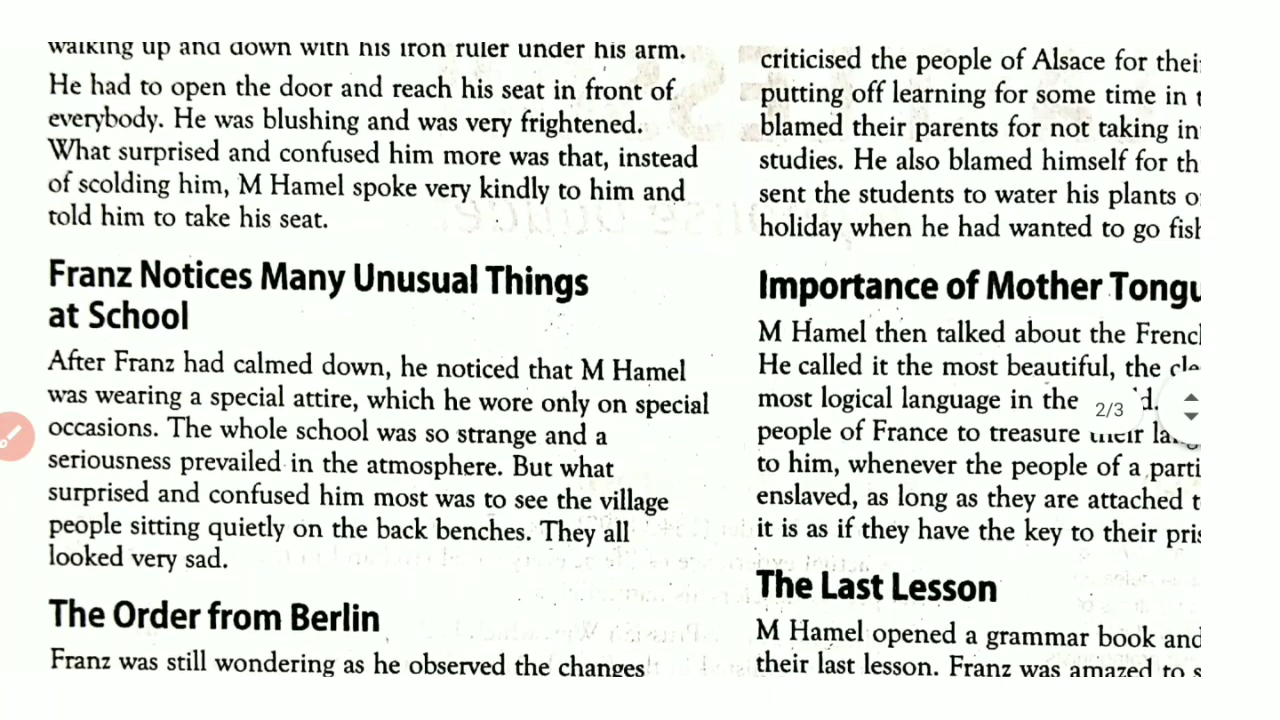 walking up and down with his iron ruler under his arm.
He had to open the door and reach his seat in front of
everybody. He was blushing and was very frightened.
What surprised and confused him more was that, instead
of scolding him, M Hamel spoke very kindly to him and
told him to take his seat.
Franz Notices Many Unusual Things
at School
After Franz had calmed down, he noticed that M Hamel
was wearing a special attire, which he wore only on special
occasions. The whole school was so strange and a
seriousness prevailed in the atmosphere. But what
surprised and confused him most was to see the village
people sitting quietly on the back benches. They all
looked very sad.
The Order from Berlin
Franz was still wondering as he observed the changes
criticised the people of Alsace for
putting off learning for some time in
blamed their parents for not taking
studies. He also blamed himself for
sent the students to water his plants
holiday when he had wanted to go
Importance of Mother
M Hamel then talked about the
He called it the most beautiful, the
most logical language in the
people of France to treasure their
to him, whenever the people of a
enslaved, as long as they are attached
it is as if they have the key to their
The Last Lesson
M Hamel opened a grammar book and
their last lesson. Franz was amazed to
2/3